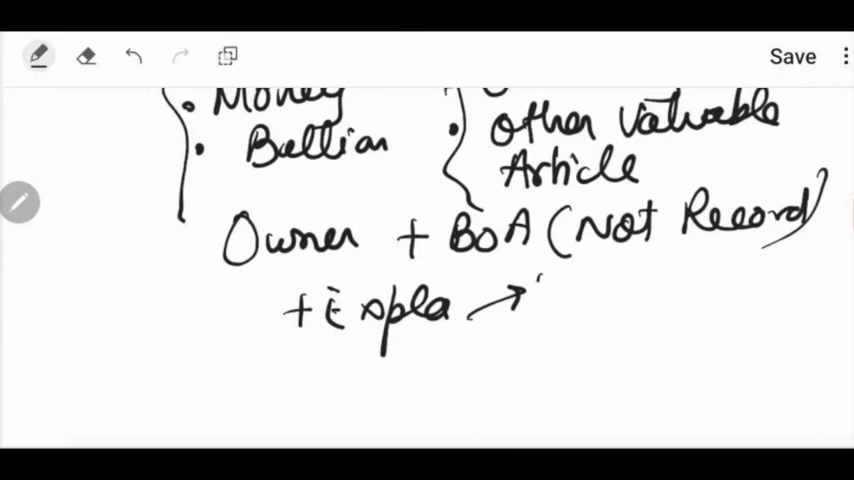 Save
• Money
• Bullian
• Other Valuable
Article
Owner + BOA (Not Record)
+ Expla →